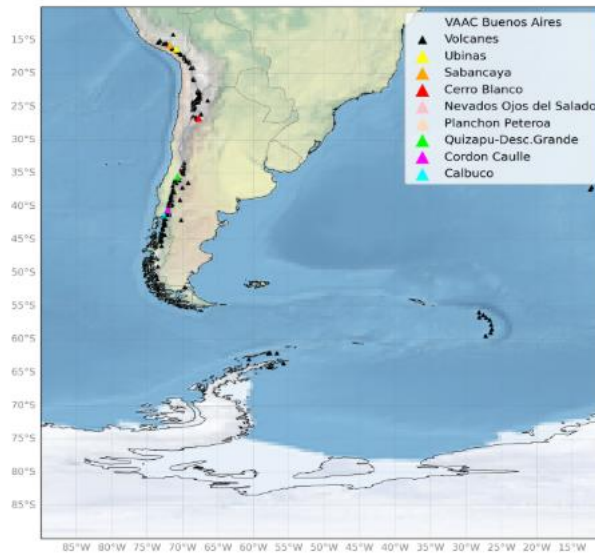 VAAC Buenos Aires
Volcanes
Ubinas
Sabancaya
Cerro Blanco
Nevados Ojos del Salado
Planchon Peteroa
Quizapu-Desc.Grande
Cordon Caulle
Calbuco
10°S
15°S
20°S
25°S
30°S
35°S
40°S
45°S
50°S
55°S
60°S
65°S
70°S
75°S
80°S
85°S
85°W 80°W 75°W 70°W 65°W 60°W 55°W 50°W 45°W 40°W 35°W 30°W 25°W 20°W 15°W